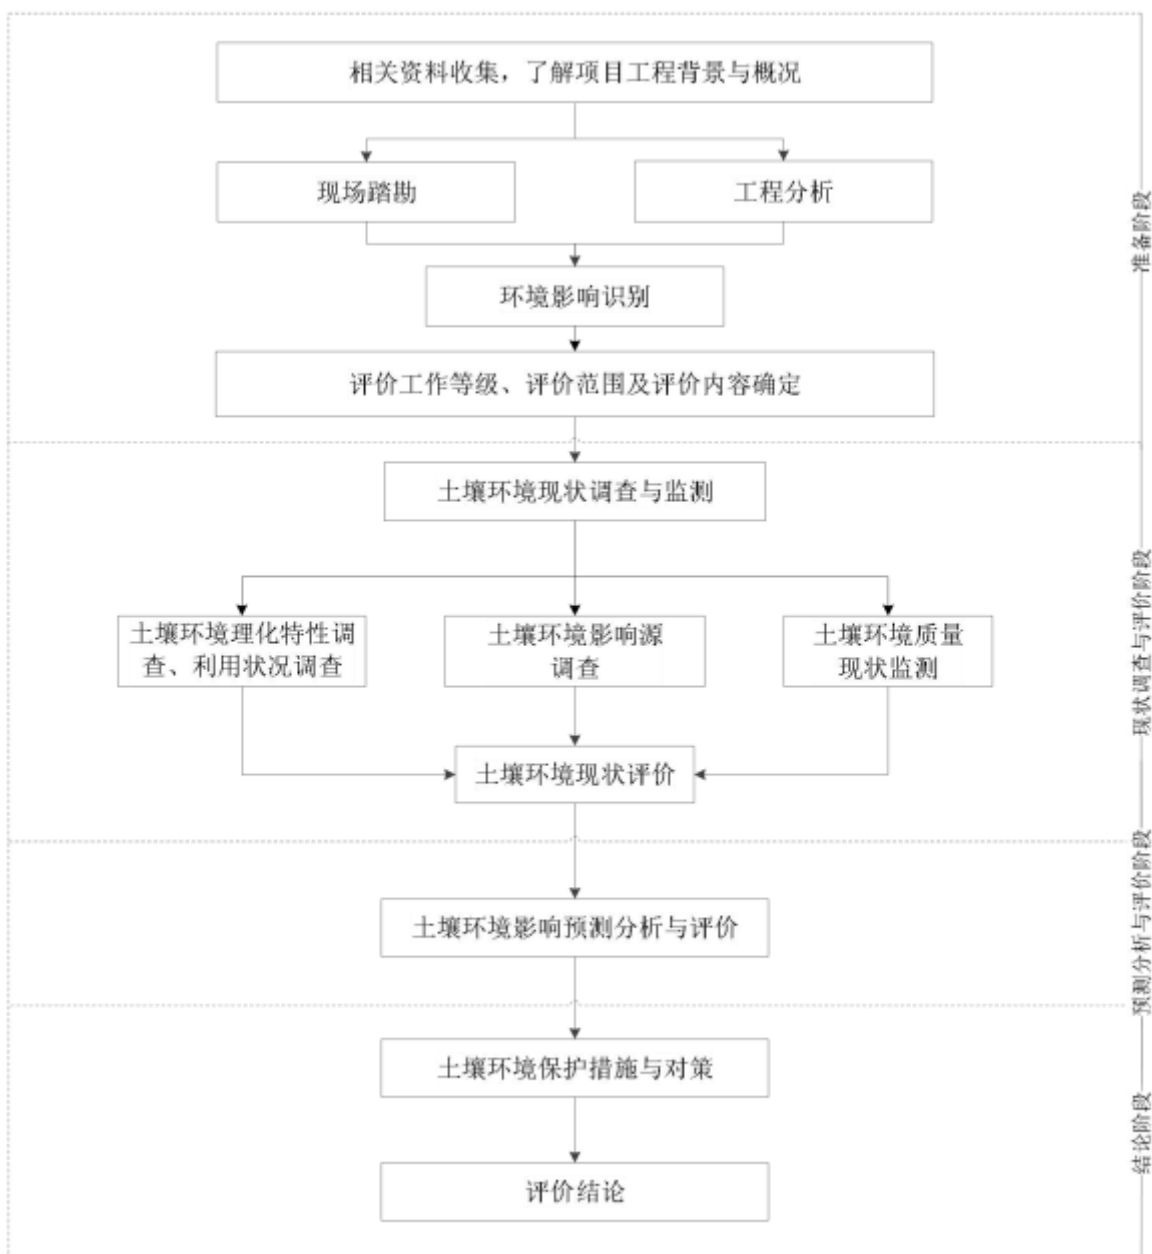 相关资料收集，了解项目工程背景与概况
现场踏勘
工程分析
环境影响识别
评价工作等级、评价范围及评价内容确定
准备阶段
土壤环境现状调查与监测
土壤环境理化特性调
查、利用状况调查
土壤环境影响源
调查
土壤环境质量
现状监测
土壤环境现状评价
现状调查与评价阶段
土壤环境影响预测分析与评价
预测分析与评价阶段
土壤环境保护措施与对策
评价结论
结论阶段